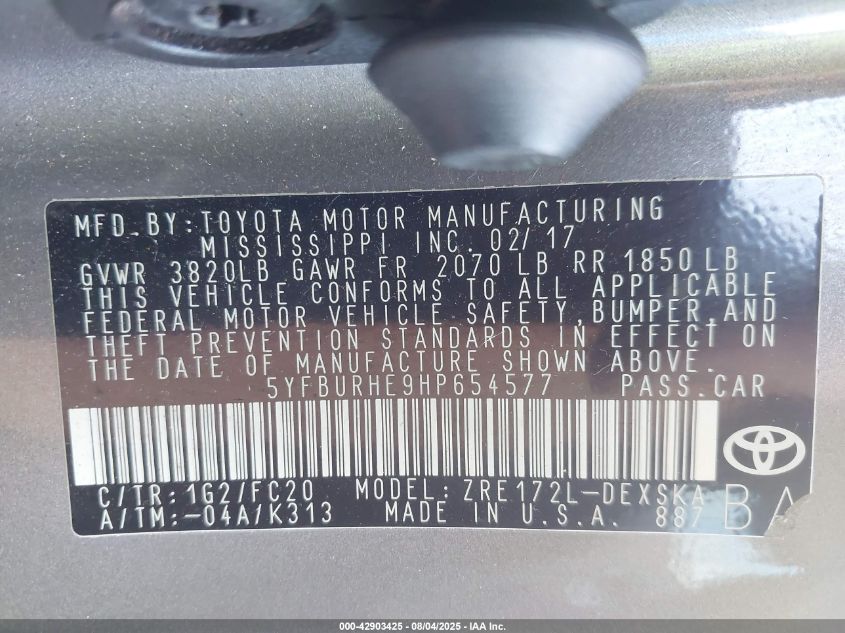 MFD.BY:TOYOTA MOTOR MANUFACTURING
MISSISSIPPI INC. 02/17
GVWR 3820LB GAWR FR 2070 LB RR 1850 LB
THIS VEHICLE CONFORMS TO ALL APPLICABLE
FEDERAL MOTOR VEHICLE SAFETY, BUMPER, AND
THEFT PREVENTION STANDARDS IN EFFECT ON
THE DATE OF MANUFACTURE SHOWN ABOVE.
5YFBURHE9HP654577 PASS.CAR
C/TR:1G2/FC20 MODEL:ZRE172L-DEXSKA
A/TM:-04A/K313 MADE IN U.S.A. 887 BA
000-42903425 - 08/04/2025 - IAA Inc.